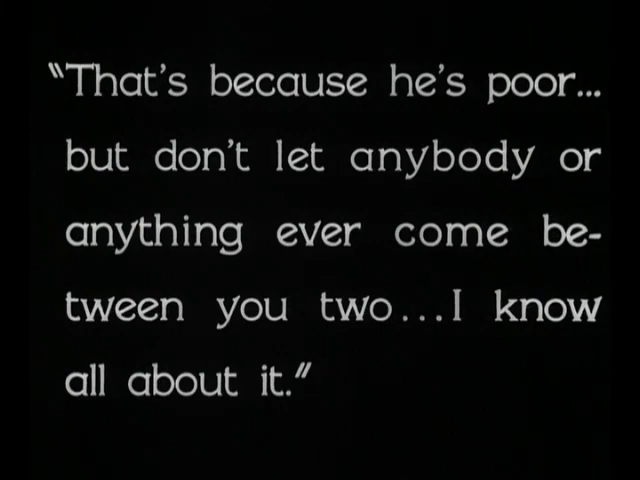 "That's because he's poor...
but don't let anybody or
anything ever come be-
tween you two...I know
all about it."